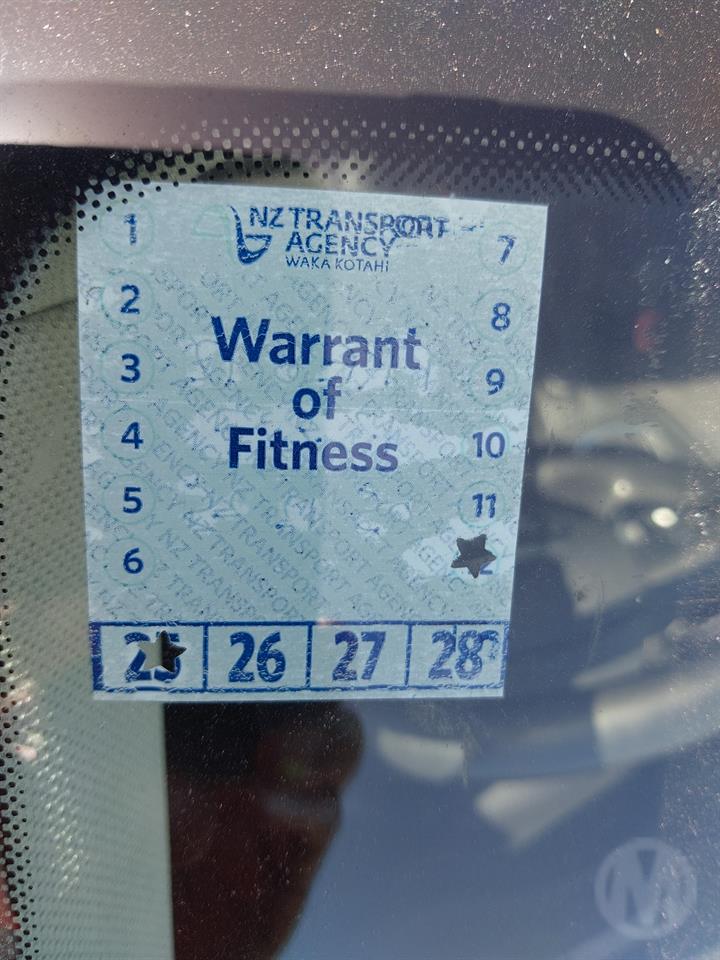 NZ TRANSPORT
AGENCY
WAKA KOTAHI
1
2
3
4
5
6
Warrant
of
Fitness
7
8
9
10
11
25 26 27 28
M